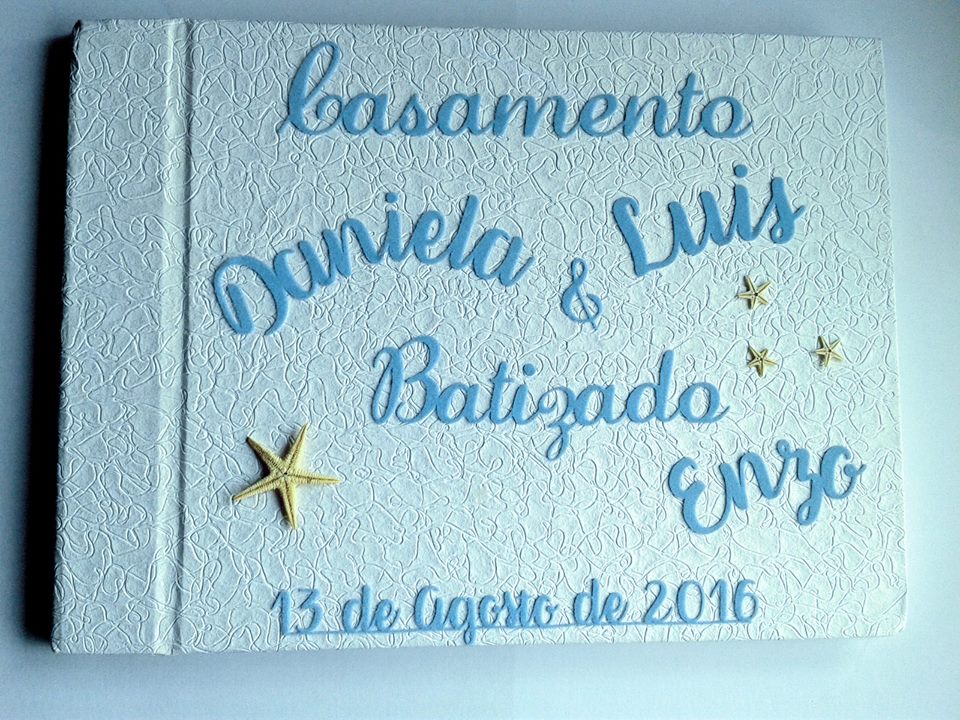 Casamento
Daniela & Luis
Batizado
Enzo
13 de Agosto de 2016